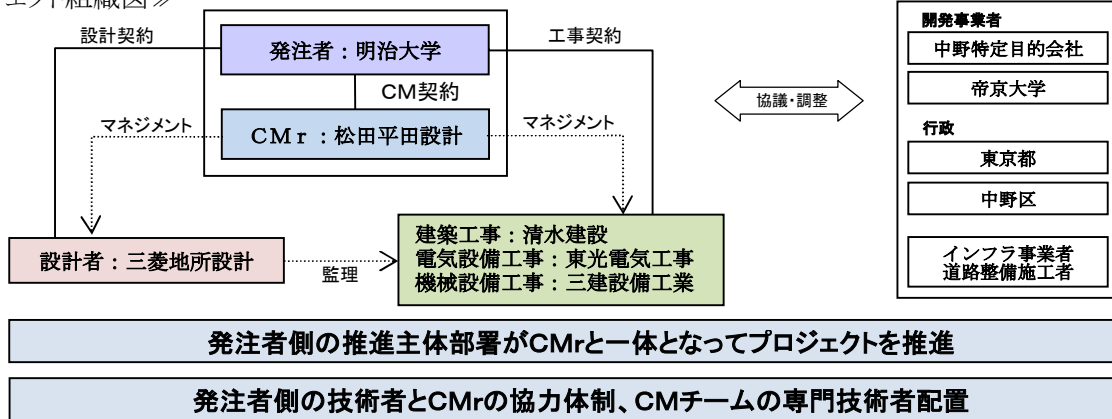 ェクト組織図≫
設計契約
発注者：明治大学
工事契約
CM契約
マネジメント
CMr：松田平田設計
マネジメント
協議・調整
設計者：三菱地所設計
監理
建築工事：清水建設
電気設備工事：東光電気工事
機械設備工事：三建設備工業
開発事業者
中野特定目的会社
帝京大学
行政
東京都
中野区
インフラ事業者
道路整備施工者
発注者側の推進主体部署がCMrと一体となってプロジェクトを推進
発注者側の技術者とCMrの協力体制、CMチームの専門技術者配置